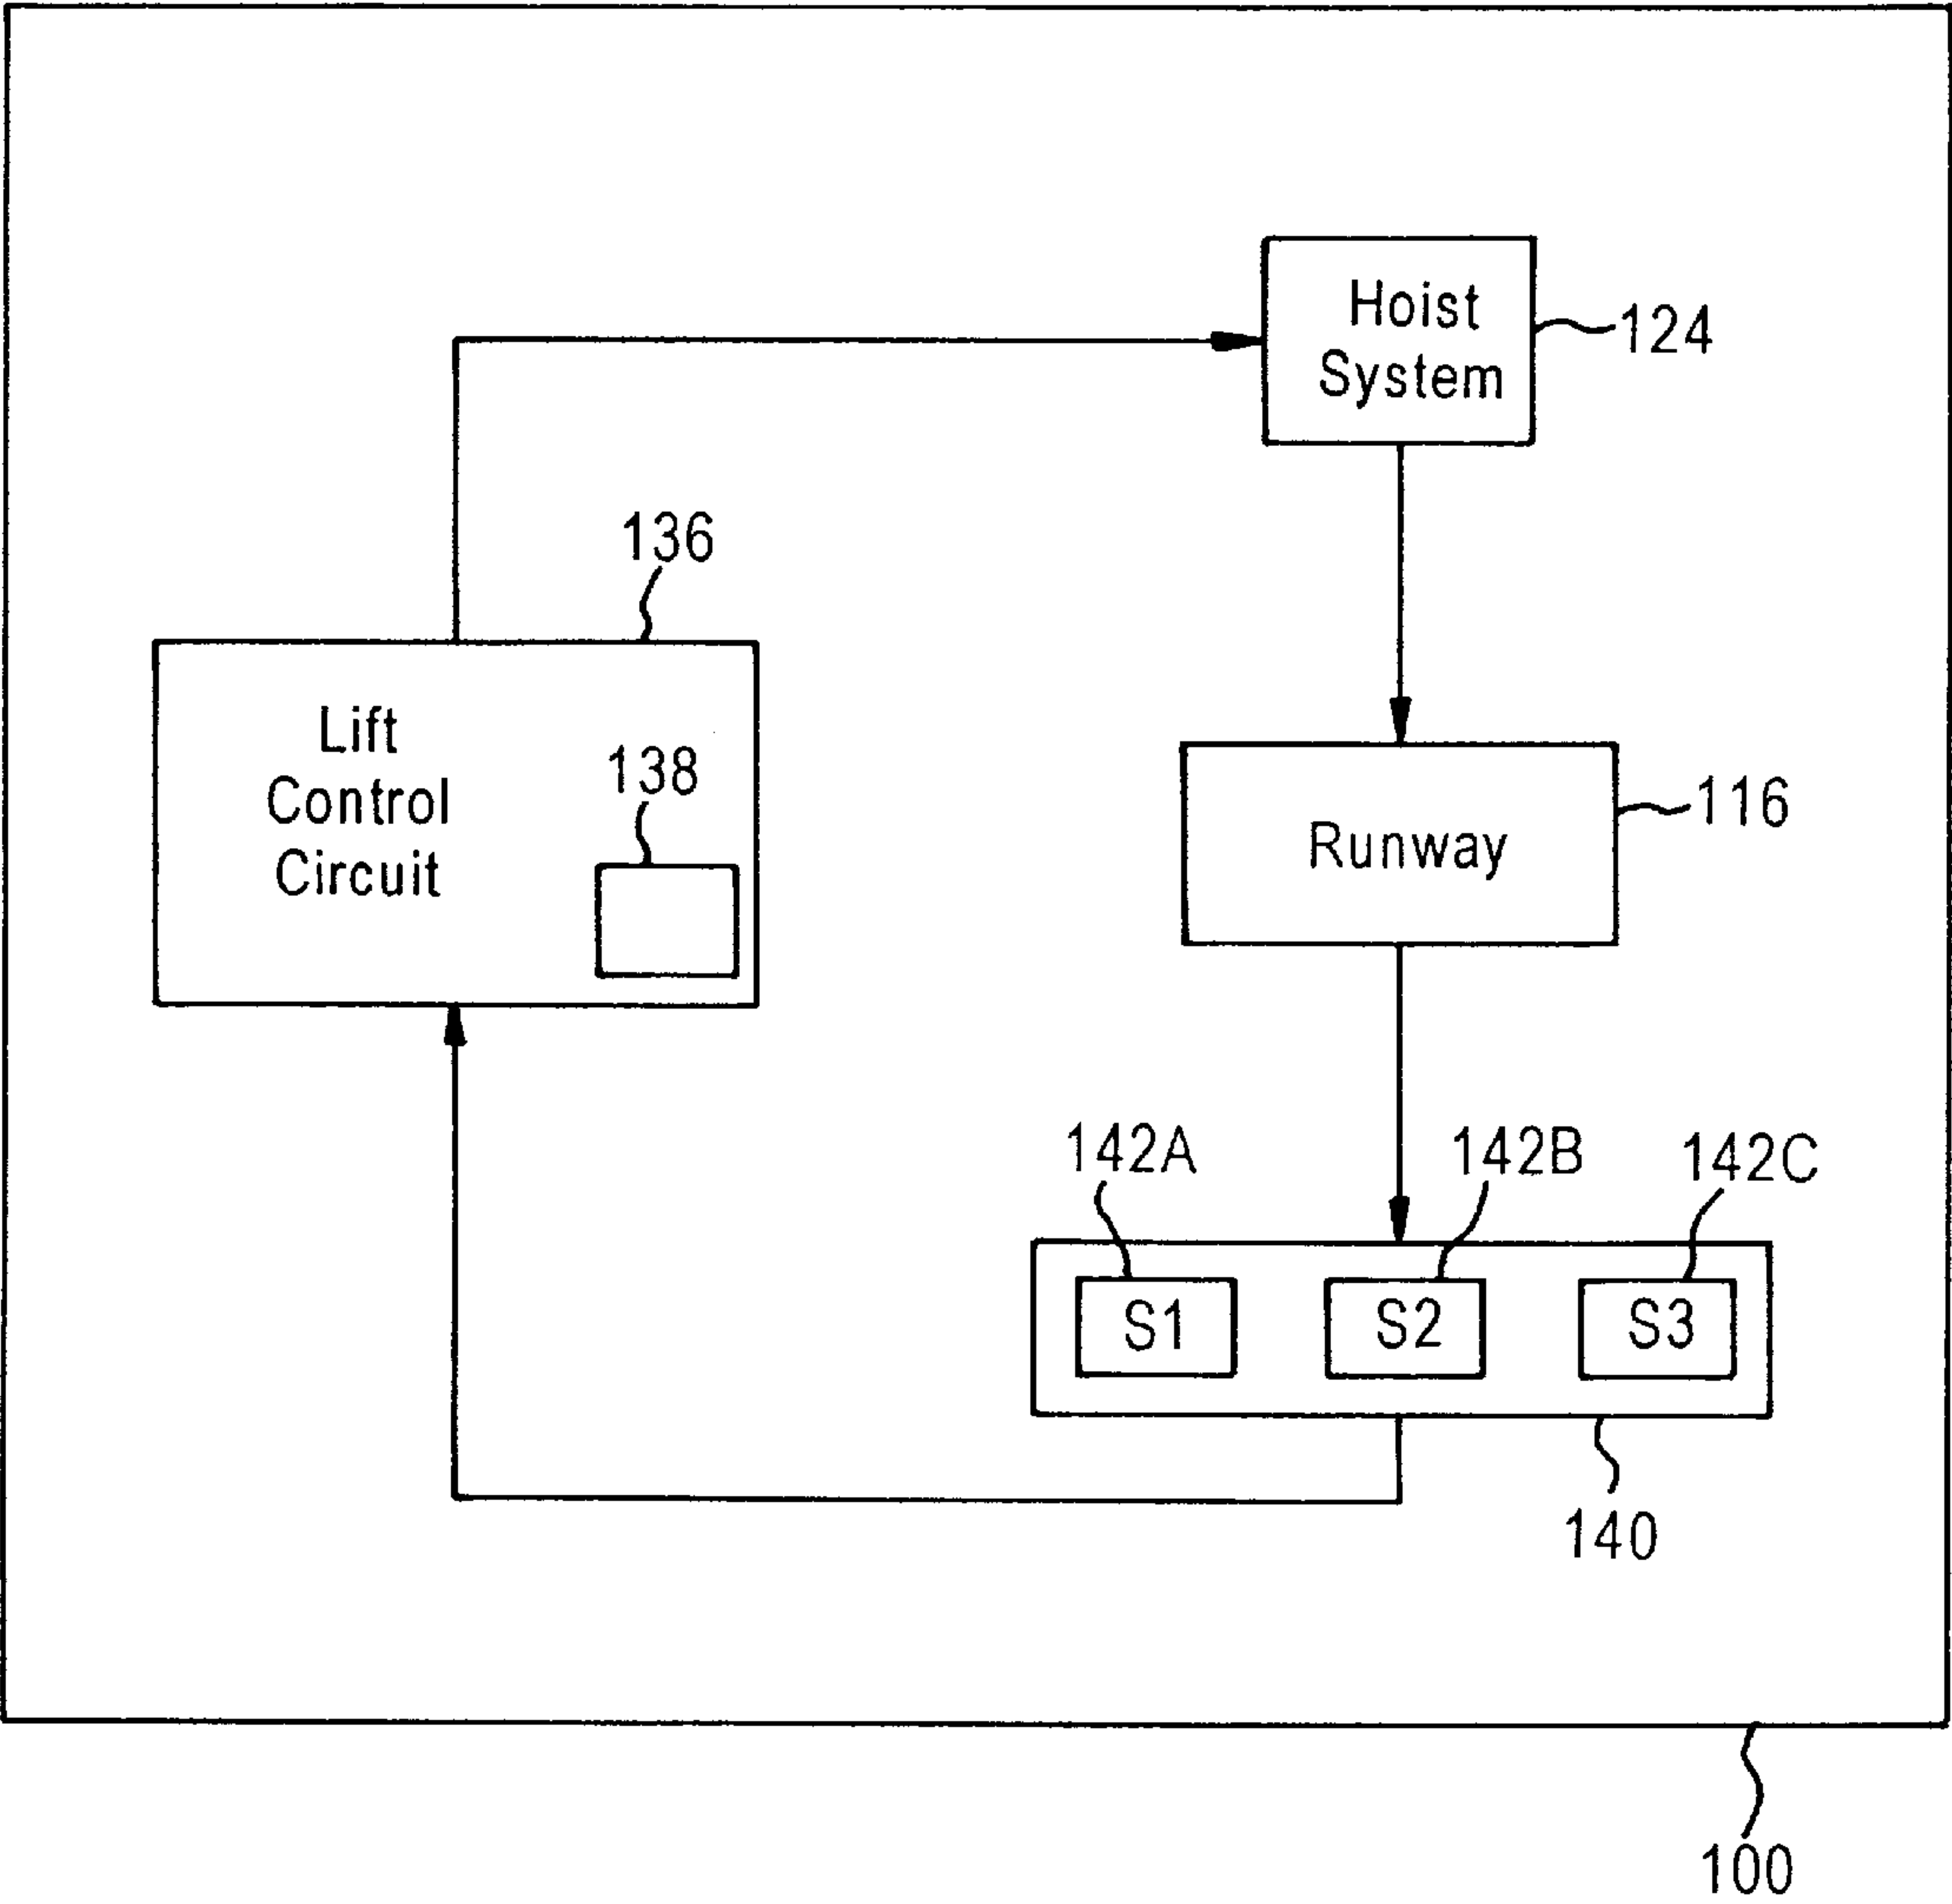 Hoist
System
124
136
Lift
Control
Circuit
138
Runway
116
142A
142B
142C
S1
S2
S3
140
100